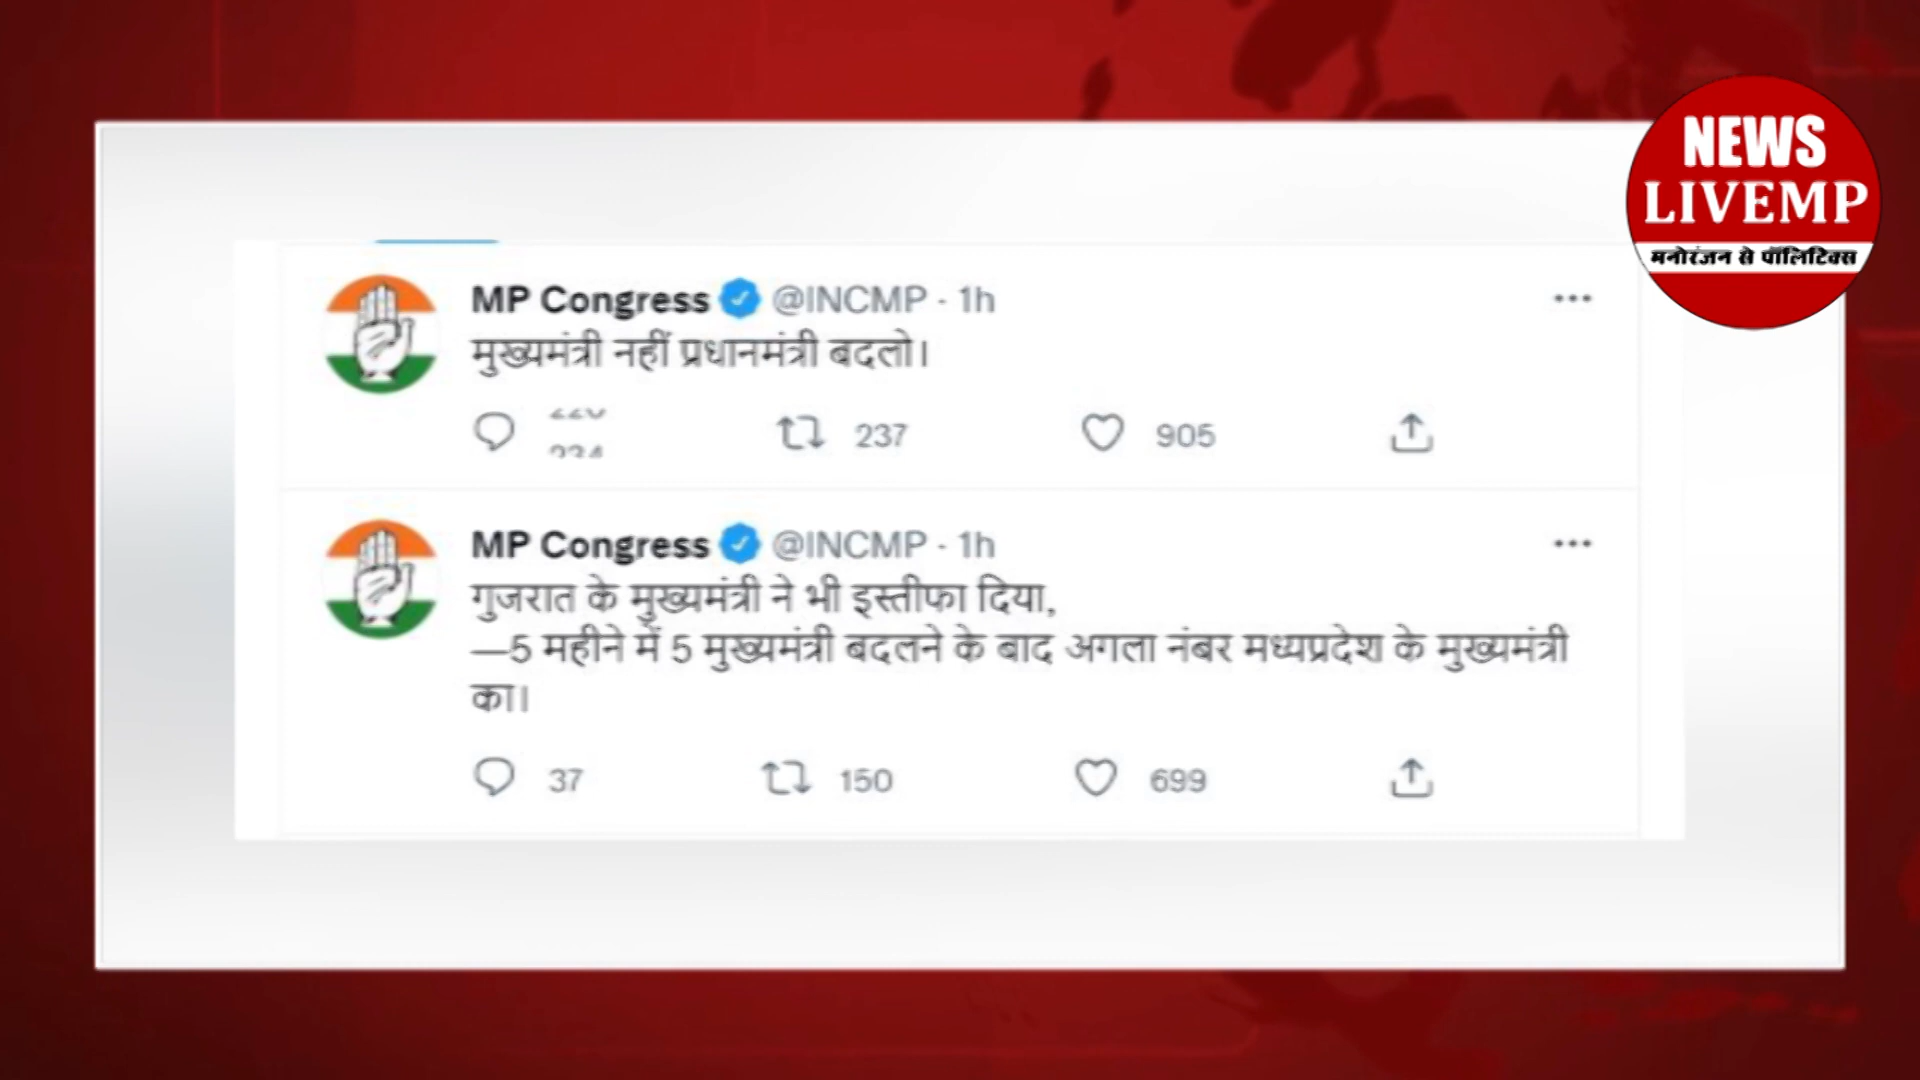 NEWS
LIVEMP
मनोरंजन से पॉलिटिक्स
MP Congress @INCMP · 1h
मुख्यमंत्री नहीं प्रधानमंत्री बदलो।
237 905
MP Congress @INCMP · 1h
गुजरात के मुख्यमंत्री ने भी इस्तीफा दिया,
—5 महीने में 5 मुख्यमंत्री बदलने के बाद अगला नंबर मध्यप्रदेश के मुख्यमंत्री
का।
37 150 699